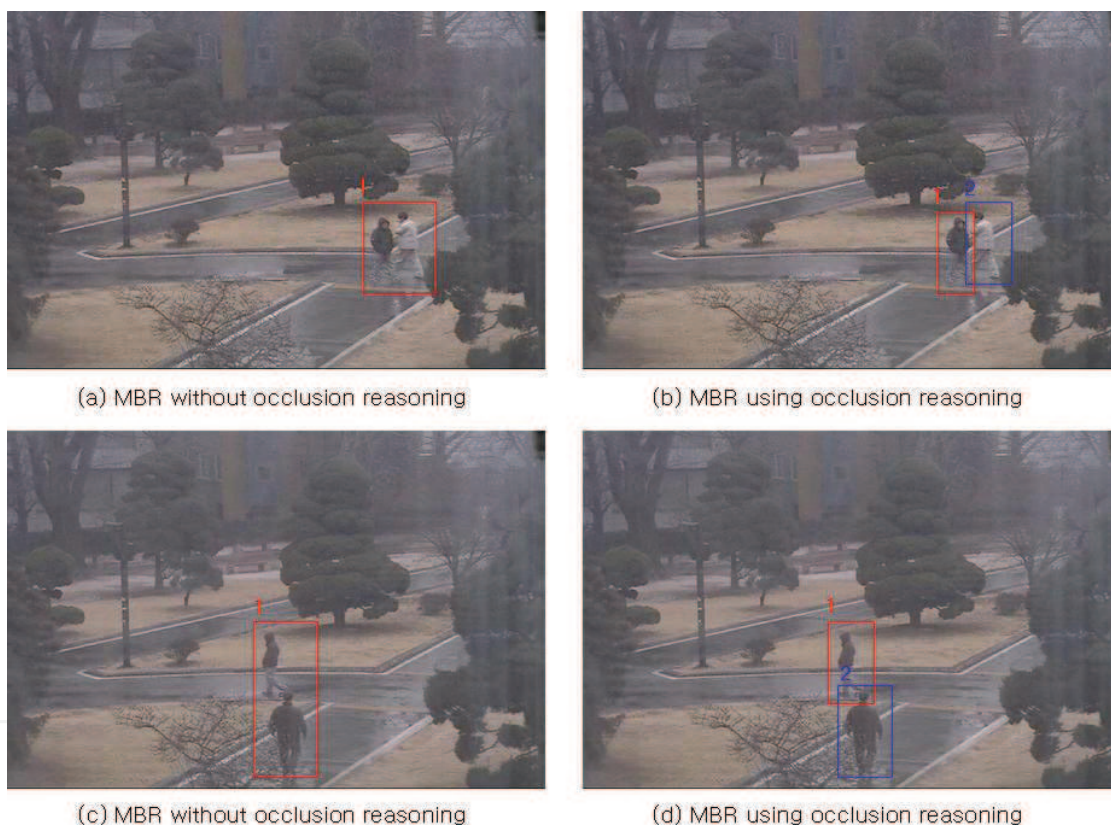 1
1
2
(a) MBR without occlusion reasoning
(b) MBR using occlusion reasoning
1
1
2
(c) MBR without occlusion reasoning
(d) MBR using occlusion reasoning